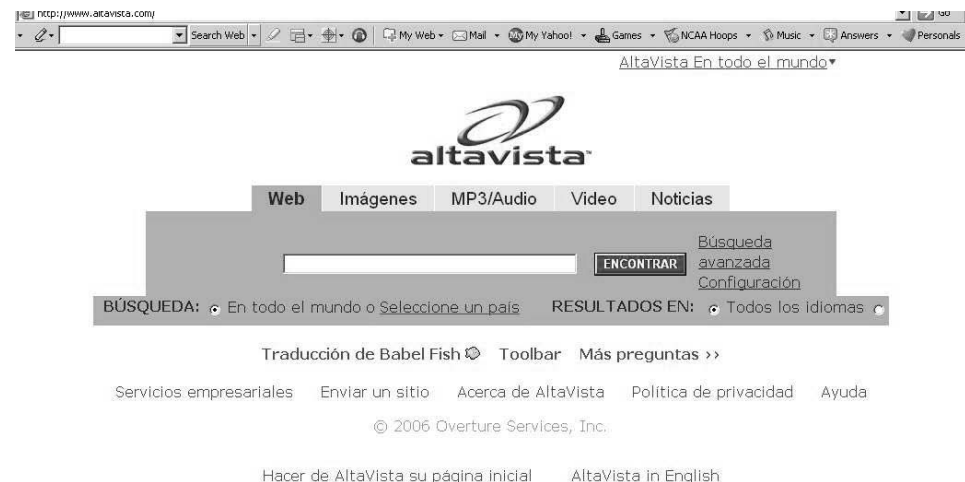 http://www.altavista.com/ Go
Search Web My Web Mail My Yahoo! Games NCAA Hoops Music Answers Personals
AltaVista En todo el mundo
altavista™
Web Imágenes MP3/Audio Video Noticias
Búsqueda
ENCONTRAR avanzada
Configuración
BÚSQUEDA: En todo el mundo o Seleccione un país RESULTADOS EN: Todos los idiomas
Traducción de Babel Fish Toolbar Más preguntas ››
Servicios empresariales Enviar un sitio Acerca de AltaVista Política de privacidad Ayuda
© 2006 Overture Services, Inc.
Hacer de AltaVista su página inicial AltaVista in English